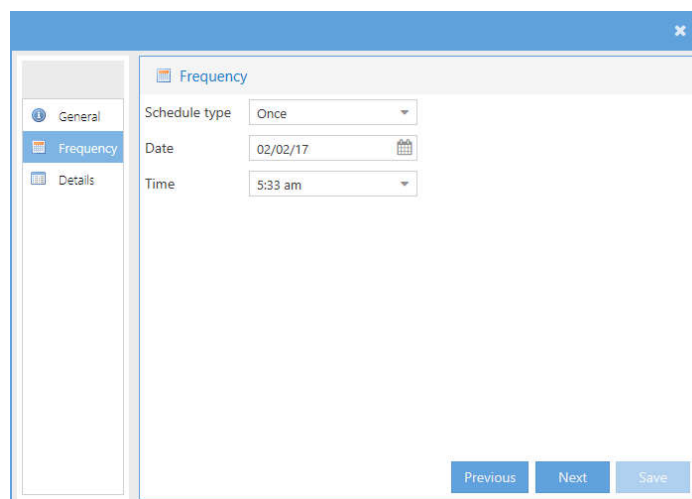 General
Frequency
Details
Frequency
Schedule type Once
Date 02/02/17
Time 5:33 am
Previous Next Save